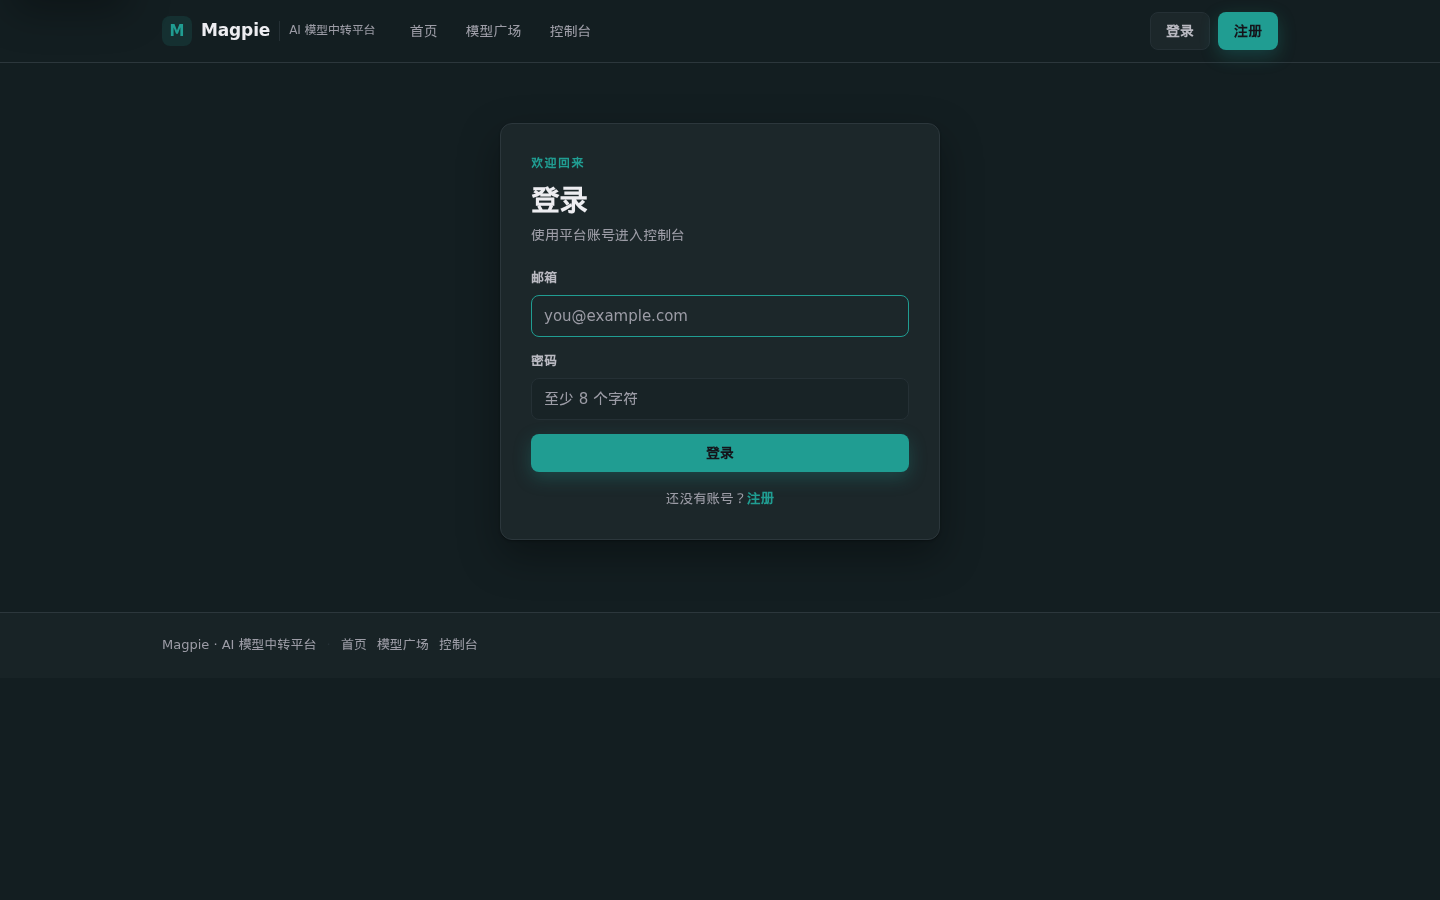 M Magpie AI 模型中转平台 首页 模型广场 控制台 登录 注册
欢迎回来
登录
使用平台账号进入控制台
邮箱
you@example.com
密码
至少 8 个字符
登录
还没有账号？注册
Magpie · AI 模型中转平台 · 首页 模型广场 控制台